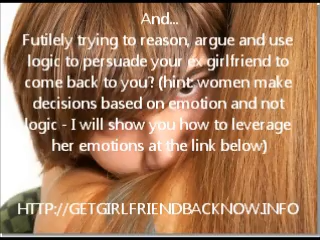 And...
Futilely trying to reason, argue and use
logic to persuade your ex girlfriend to
come back to you? (hint: women make
decisions based on emotion and not
logic - I will show you how to leverage
her emotions at the link below)
HTTP://GETGIRLFRIENDBACKNOW.INFO